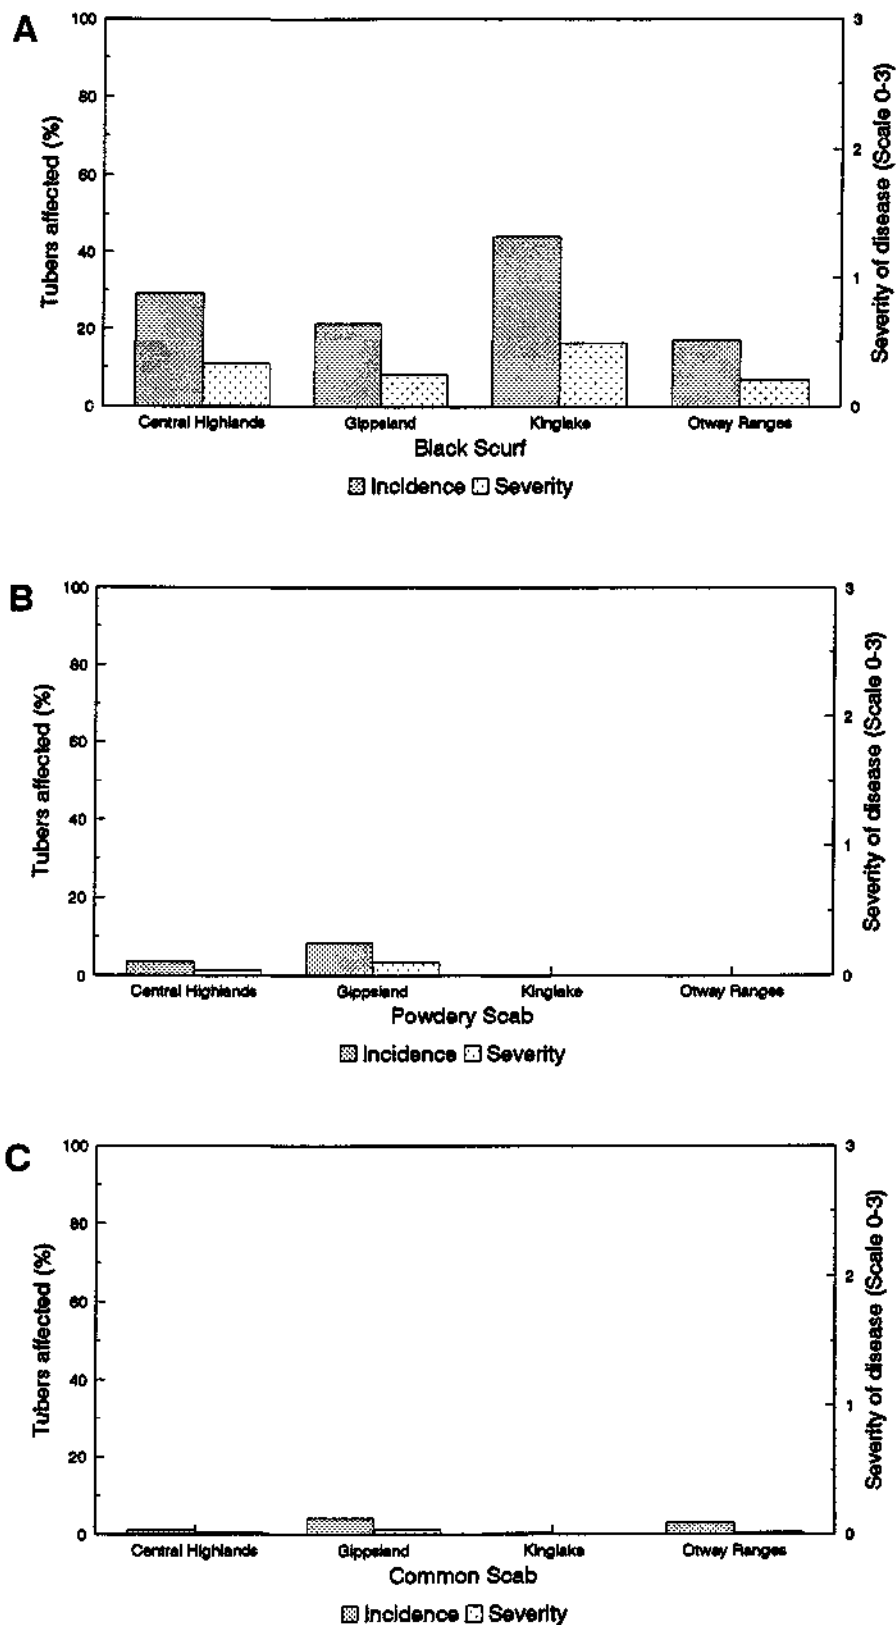 A
100
80
60
40
20
0
Tubers affected (%)
3
2
1
0
Severity of disease (Scale 0-3)
Central Highlands Gippsland Kinglake Otway Ranges
Black Scurf
Incidence Severity
B
100
80
60
40
20
0
Tubers affected (%)
3
2
1
0
Severity of disease (Scale 0-3)
Central Highlands Gippsland Kinglake Otway Ranges
Powdery Scab
Incidence Severity
C
100
80
60
40
20
0
Tubers affected (%)
3
2
1
0
Severity of disease (Scale 0-3)
Central Highlands Gippsland Kinglake Otway Ranges
Common Scab
Incidence Severity